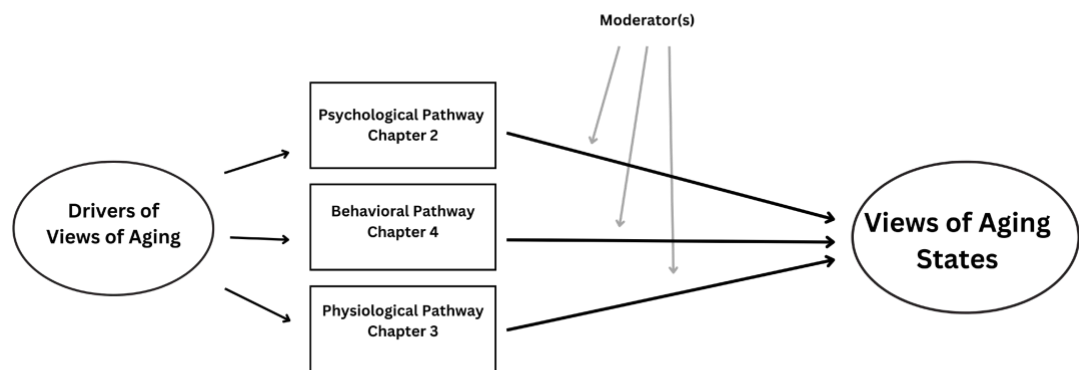 Moderator(s)
Psychological Pathway
Chapter 2
Drivers of
Views of Aging
Behavioral Pathway
Chapter 4
Views of Aging
States
Physiological Pathway
Chapter 3